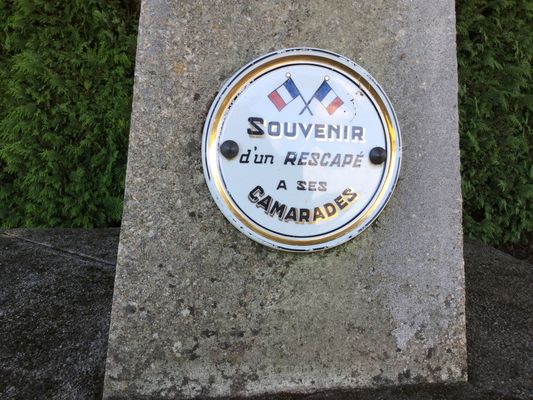 SOUVENIR
d'un RESCAPÉ
A SES
CAMARADES